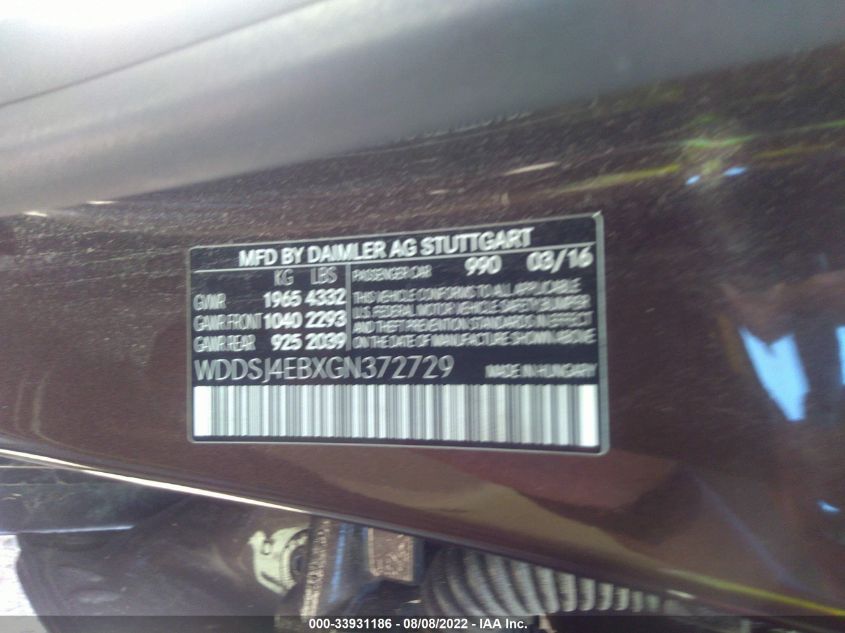 MFD BY DAIMLER AG STUTTGART
KG LBS
GVWR 1965 4332
GAWR FRONT 1040 2293
GAWR REAR 925 2039
PASSENGER CAR 990 03/16
THIS VEHICLE CONFORMS TO ALL APPLICABLE
U.S. FEDERAL MOTOR VEHICLE SAFETY BUMPER
AND THEFT PREVENTION STANDARDS IN EFFECT
ON THE DATE OF MANUFACTURE SHOWN ABOVE.
WDDSJ4EBXGN372729
MADE IN HUNGARY
000-33931186 - 08/08/2022 - IAA Inc.